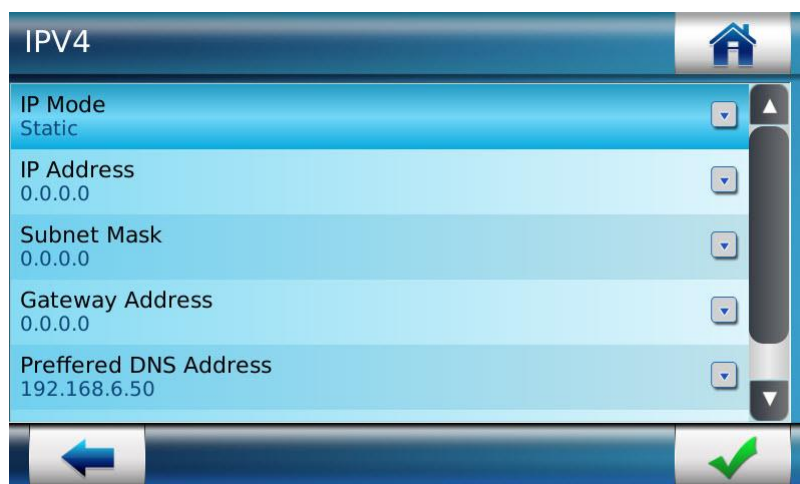 IPV4
IP Mode
Static
IP Address
0.0.0.0
Subnet Mask
0.0.0.0
Gateway Address
0.0.0.0
Preffered DNS Address
192.168.6.50